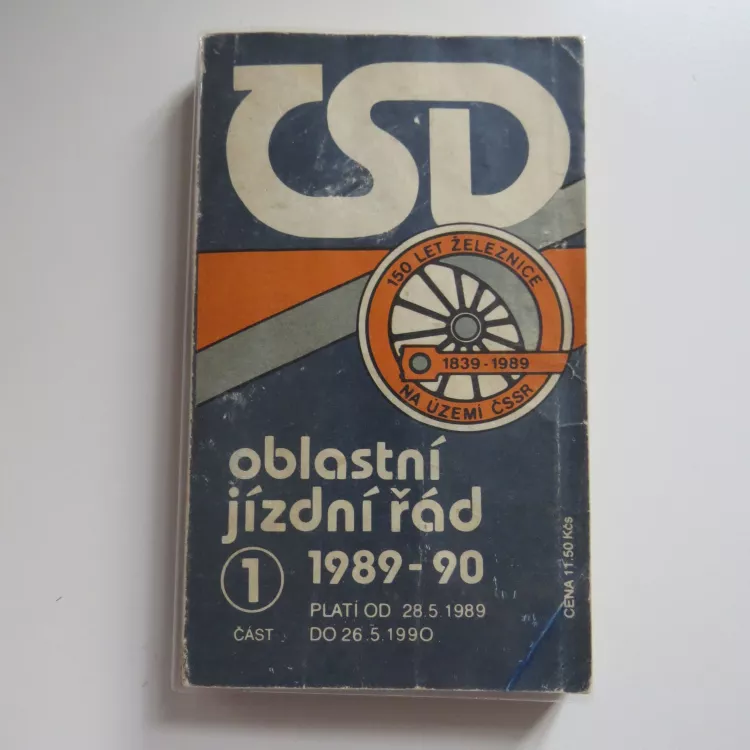 ČSD
150 LET ŽELEZNICE
1839-1989
NA ÚZEMÍ ČSSR
oblastní
jízdní řád
1 1989-90
PLATÍ OD 28.5.1989
ČÁST DO 26.5.1990
CENA 11.50 Kčs